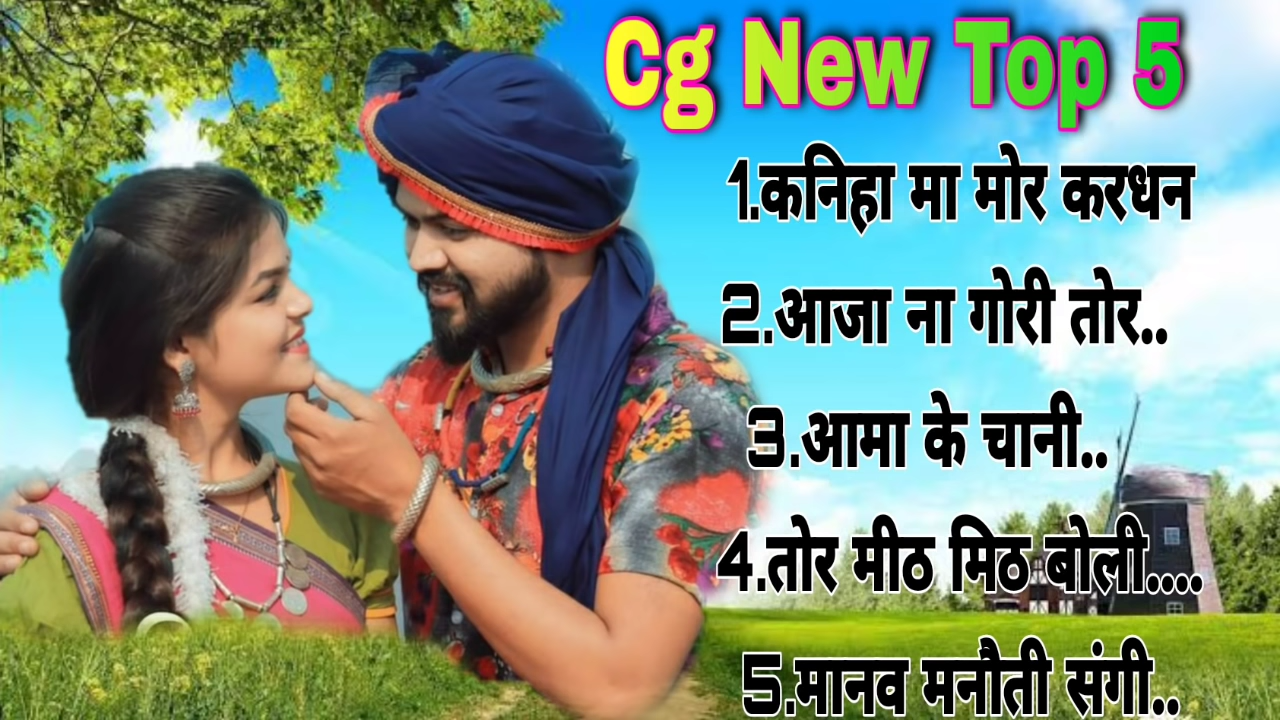 Cg New Top 5
1.कनिहा मा मोर करधन
2.आजा ना गोरी तोर..
3.आमा के चानी..
4.तोर मीठ मिठ बोली....
5.मानव मनौती संगी..